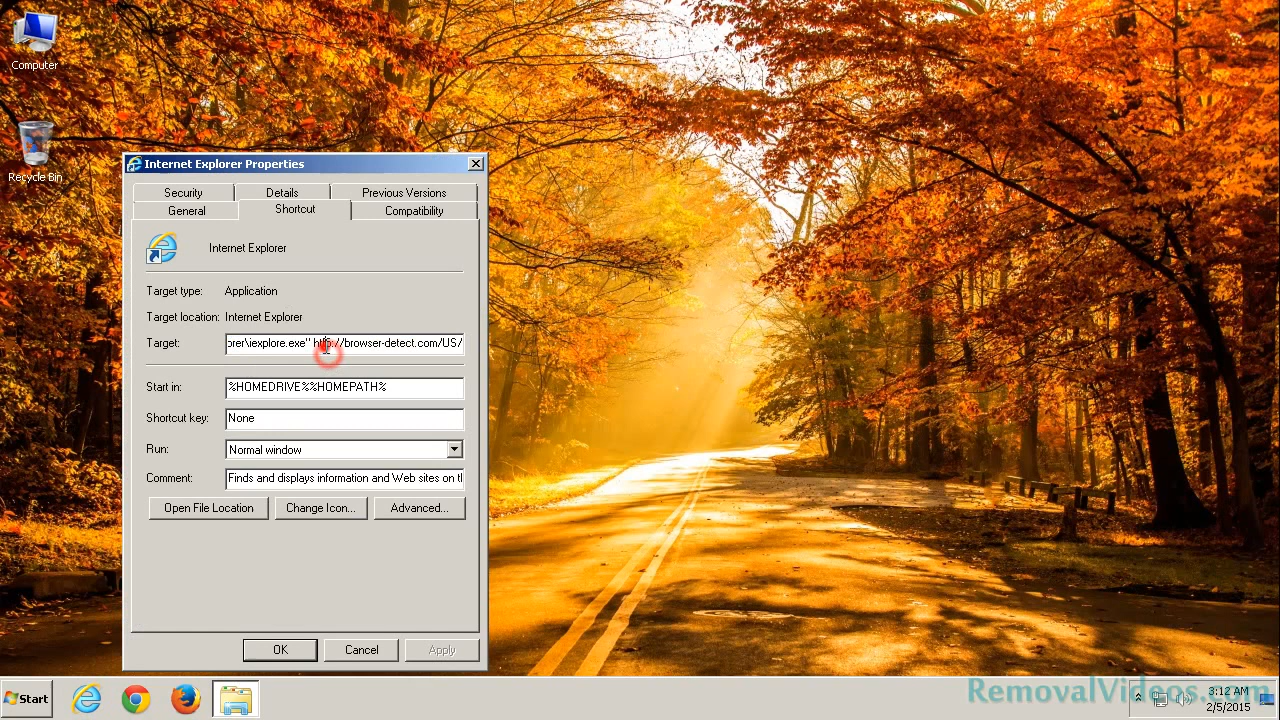 Computer
Recycle Bin
Internet Explorer Properties
Security Details Previous Versions
General Shortcut Compatibility
Internet Explorer
Target type: Application
Target location: Internet Explorer
Target: orer\iexplore.exe" http://browser-detect.com/US/
Start in: %HOMEDRIVE%%HOMEPATH%
Shortcut key: None
Run: Normal window
Comment: Finds and displays information and Web sites on
Open File Location Change Icon... Advanced...
OK Cancel Apply
Start
RemovalVideos.com
3:12 AM
2/5/2015